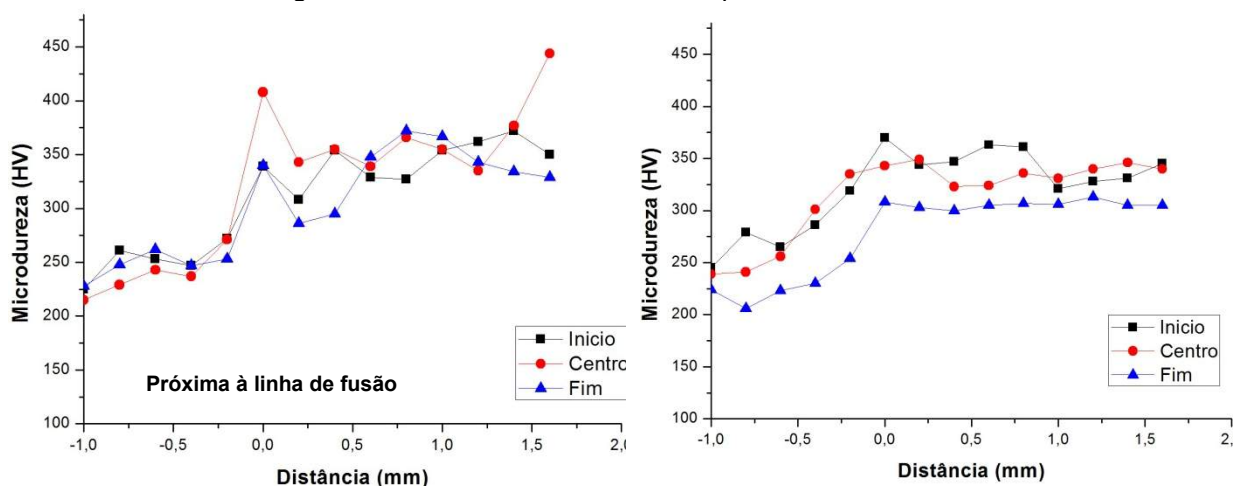 450
400
350
300
250
200
150
100
Microdureza (HV)
Inicio
Centro
Fim
Próxima à linha de fusão
-1,0 -0,5 0,0 0,5 1,0 1,5 2,0
Distância (mm)
450
400
350
300
250
200
150
100
Microdureza (HV)
Inicio
Centro
Fim
-1,0 -0,5 0,0 0,5 1,0 1,5
Distância (mm)